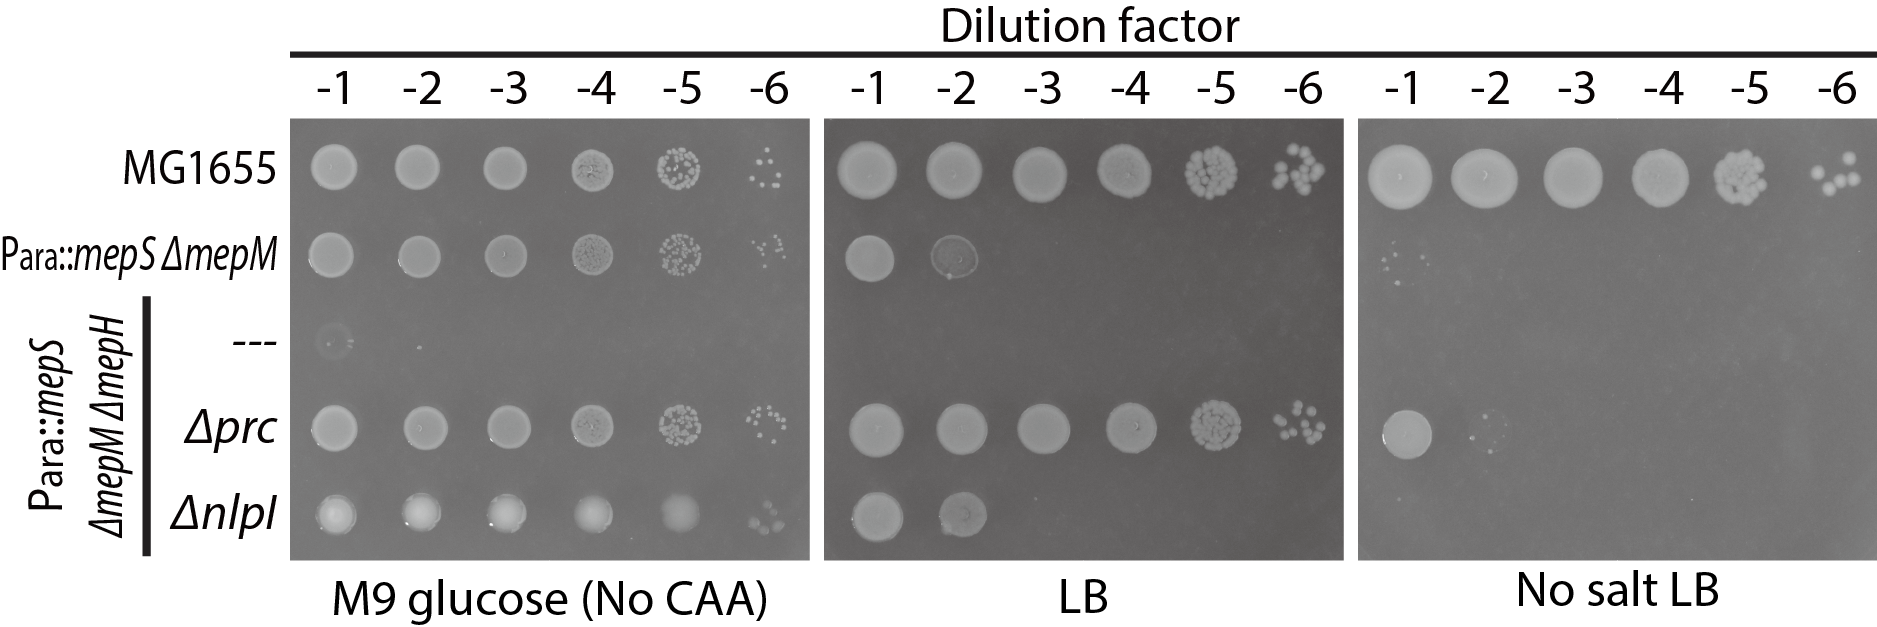 Dilution factor
-1 -2 -3 -4 -5 -6 -1 -2 -3 -4 -5 -6 -1 -2 -3 -4 -5 -6
MG1655
Para::mepS ΔmepM
Para::mepS
ΔmepM ΔmepH
---
Δprc
ΔnlpI
M9 glucose (No CAA) LB No salt LB